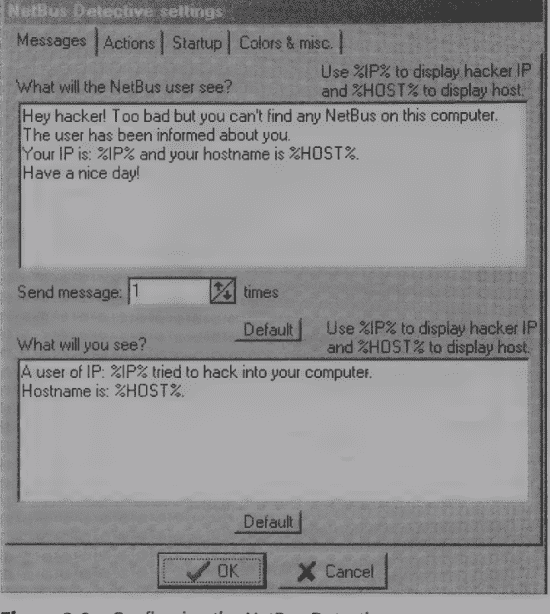 NetBus Detective settings
Messages Actions Startup Colors & misc.
What will the NetBus user see?
Use %IP% to display hacker IP
and %HOST% to display host.
Hey hacker! Too bad but you can't find any NetBus on this computer.
The user has been informed about you.
Your IP is: %IP% and your hostname is %HOST%.
Have a nice day!
Send message: 1 times
Default
Use %IP% to display hacker IP
and %HOST% to display host.
What will you see?
A user of IP: %IP% tried to hack into your computer.
Hostname is: %HOST%.
Default
OK Cancel